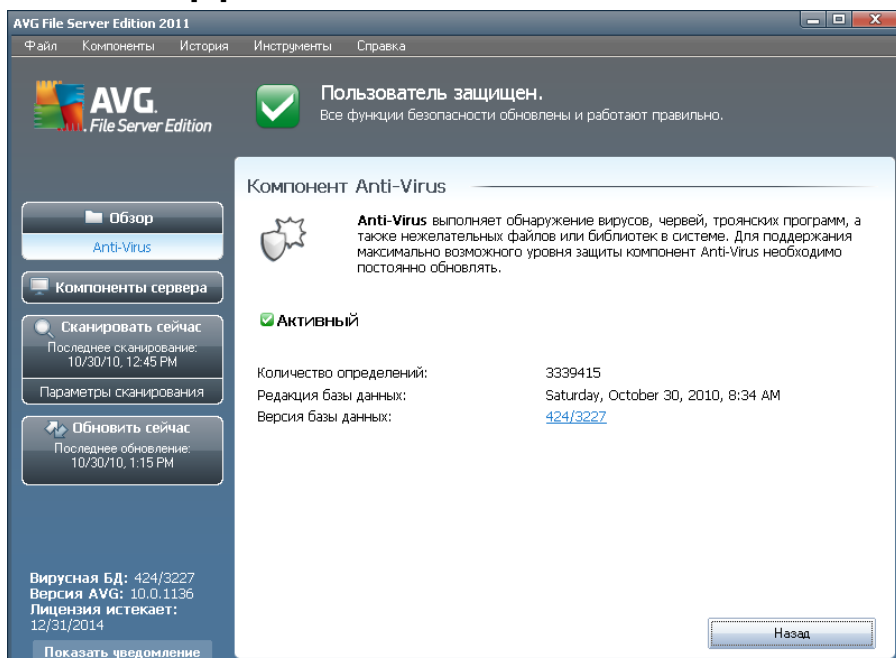 AVG File Server Edition 2011
Файл Компоненты История Инструменты Справка
AVG.
File Server Edition
Пользователь защищен.
Все функции безопасности обновлены и работают правильно.
Обзор
Anti-Virus
Компоненты сервера
Сканировать сейчас
Последнее сканирование:
10/30/10, 12:45 PM
Параметры сканирования
Обновить сейчас
Последнее обновление:
10/30/10, 1:15 PM
Вирусная БД: 424/3227
Версия AVG: 10.0.1136
Лицензия истекает:
12/31/2014
Показать уведомление
Компонент Anti-Virus
Anti-Virus выполняет обнаружение вирусов, червей, троянских программ, а
также нежелательных файлов или библиотек в системе. Для поддержания
максимально возможного уровня защиты компонент Anti-Virus необходимо
постоянно обновлять.
Активный
Количество определений: 3339415
Редакция базы данных: Saturday, October 30, 2010, 8:34 AM
Версия базы данных: 424/3227
Назад